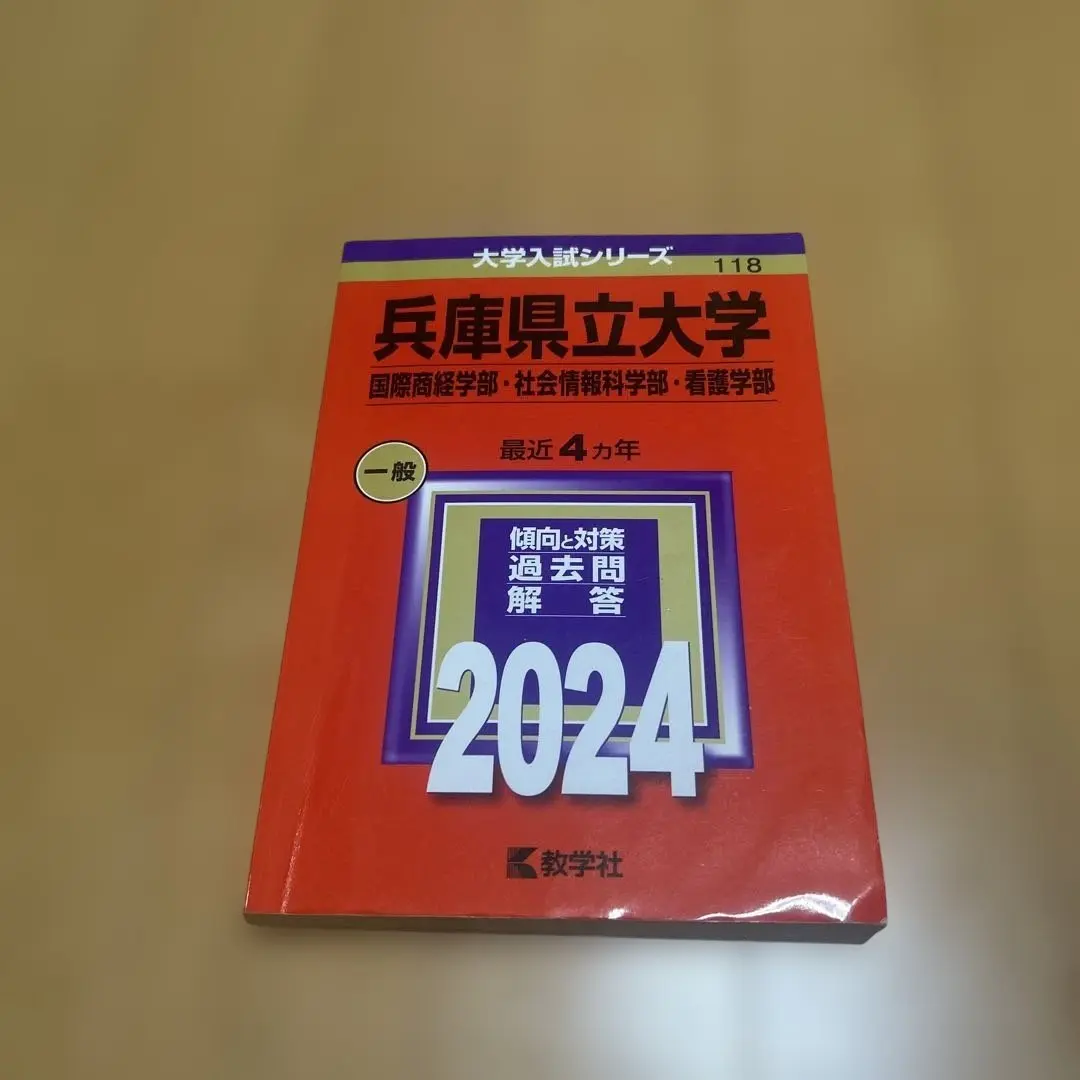 大学入試シリーズ
118
兵庫県立大学
国際商経学部・社会情報科学部・看護学部
最近4カ年
一般
傾向と対策
過去問
解答
2024
教学社